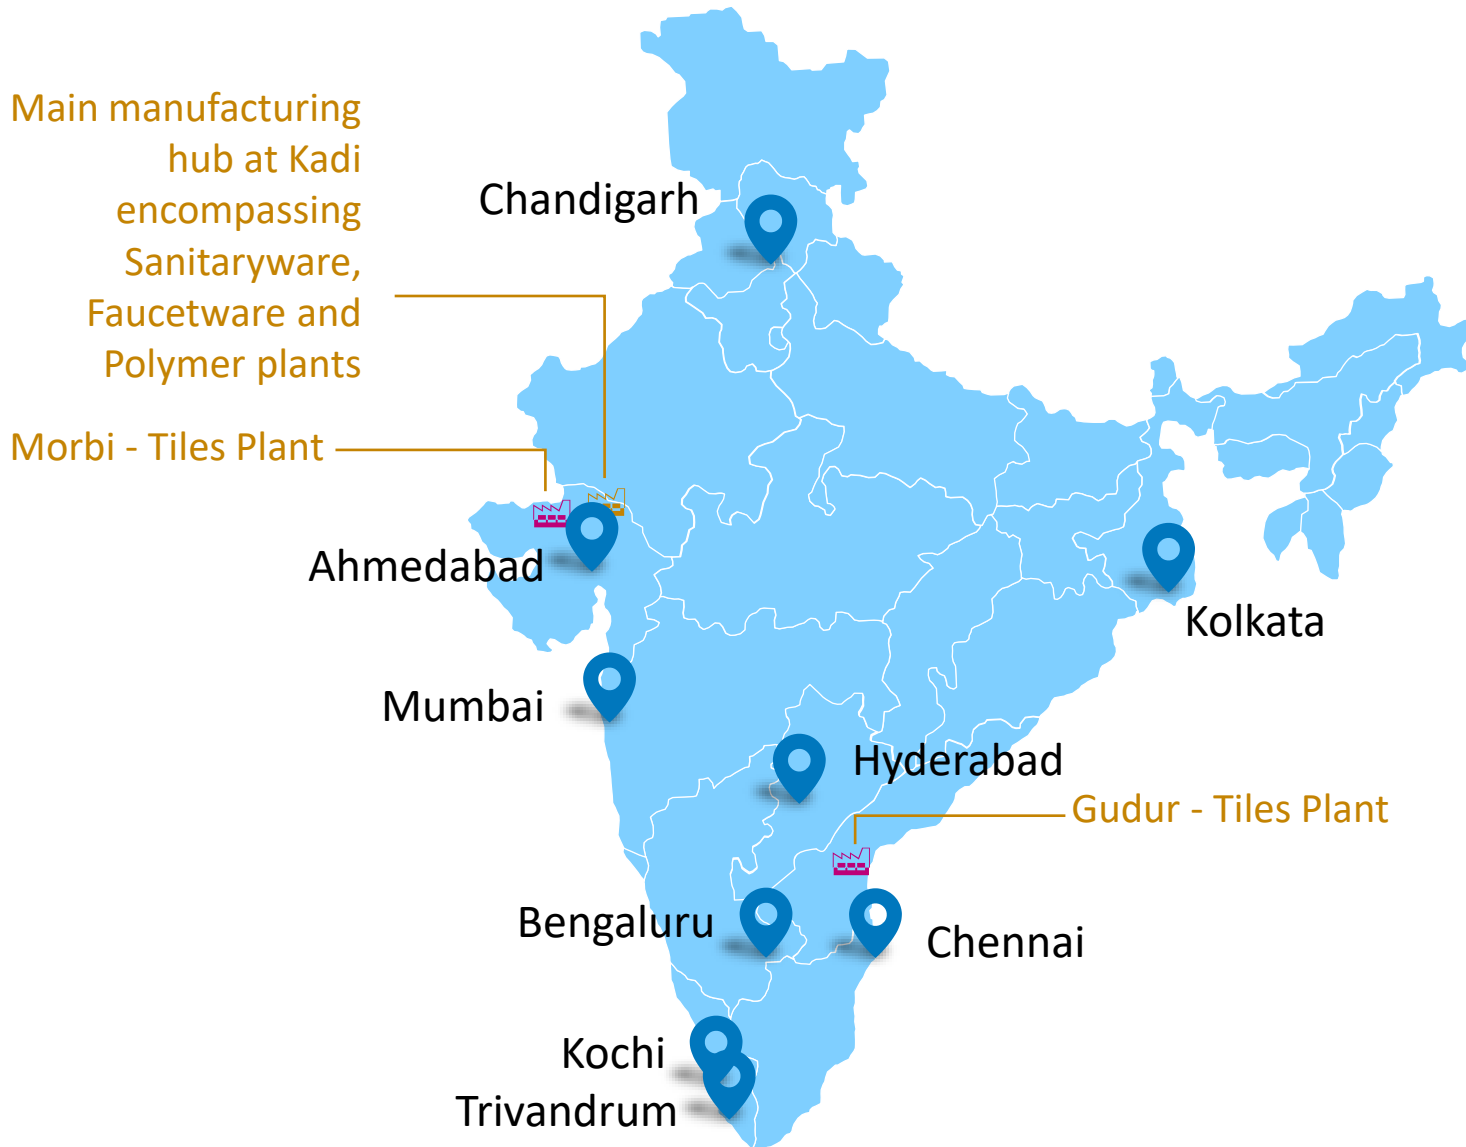 Main manufacturing
hub at Kadi
encompassing
Sanitaryware,
Faucetware and
Polymer plants
Chandigarh
Morbi - Tiles Plant
Ahmedabad
Kolkata
Mumbai
Hyderabad
Gudur - Tiles Plant
Bengaluru
Chennai
Kochi
Trivandrum